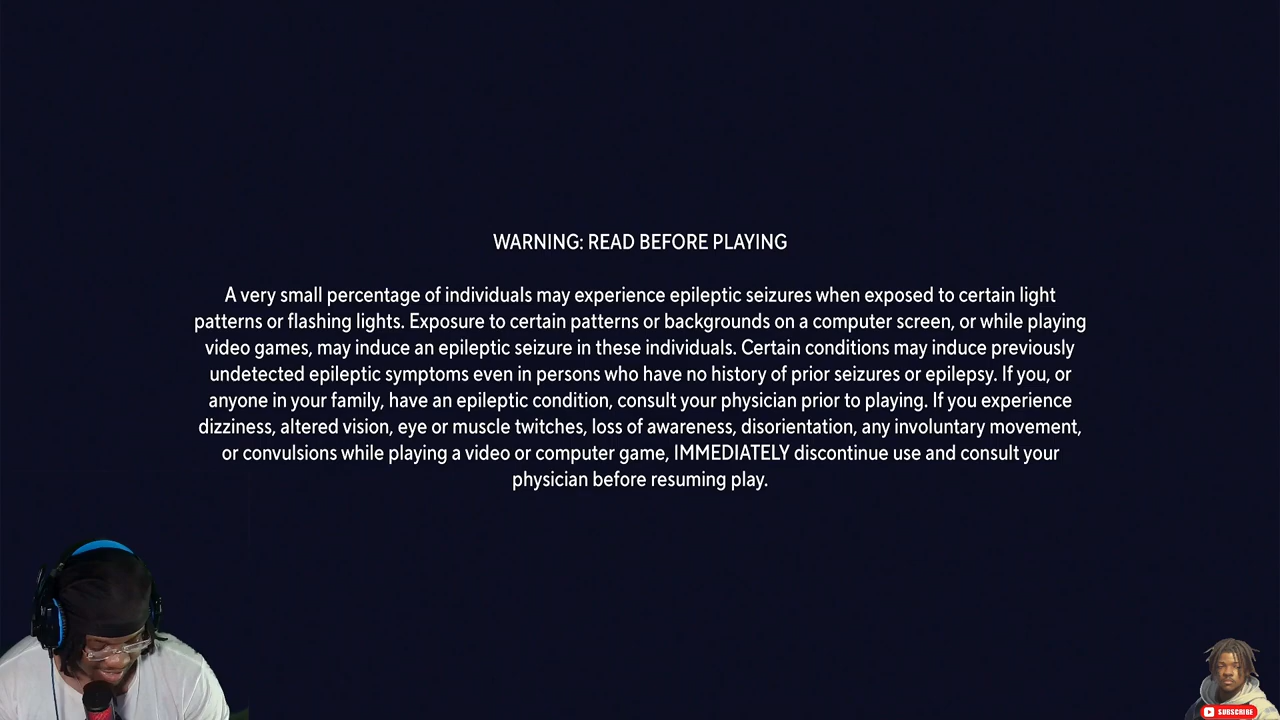 WARNING: READ BEFORE PLAYING
A very small percentage of individuals may experience epileptic seizures when exposed to certain light
patterns or flashing lights. Exposure to certain patterns or backgrounds on a computer screen, or while playing
video games, may induce an epileptic seizure in these individuals. Certain conditions may induce previously
undetected epileptic symptoms even in persons who have no history of prior seizures or epilepsy. If you, or
anyone in your family, have an epileptic condition, consult your physician prior to playing. If you experience
dizziness, altered vision, eye or muscle twitches, loss of awareness, disorientation, any involuntary movement,
or convulsions while playing a video or computer game, IMMEDIATELY discontinue use and consult your
physician before resuming play.
SUBSCRIBE